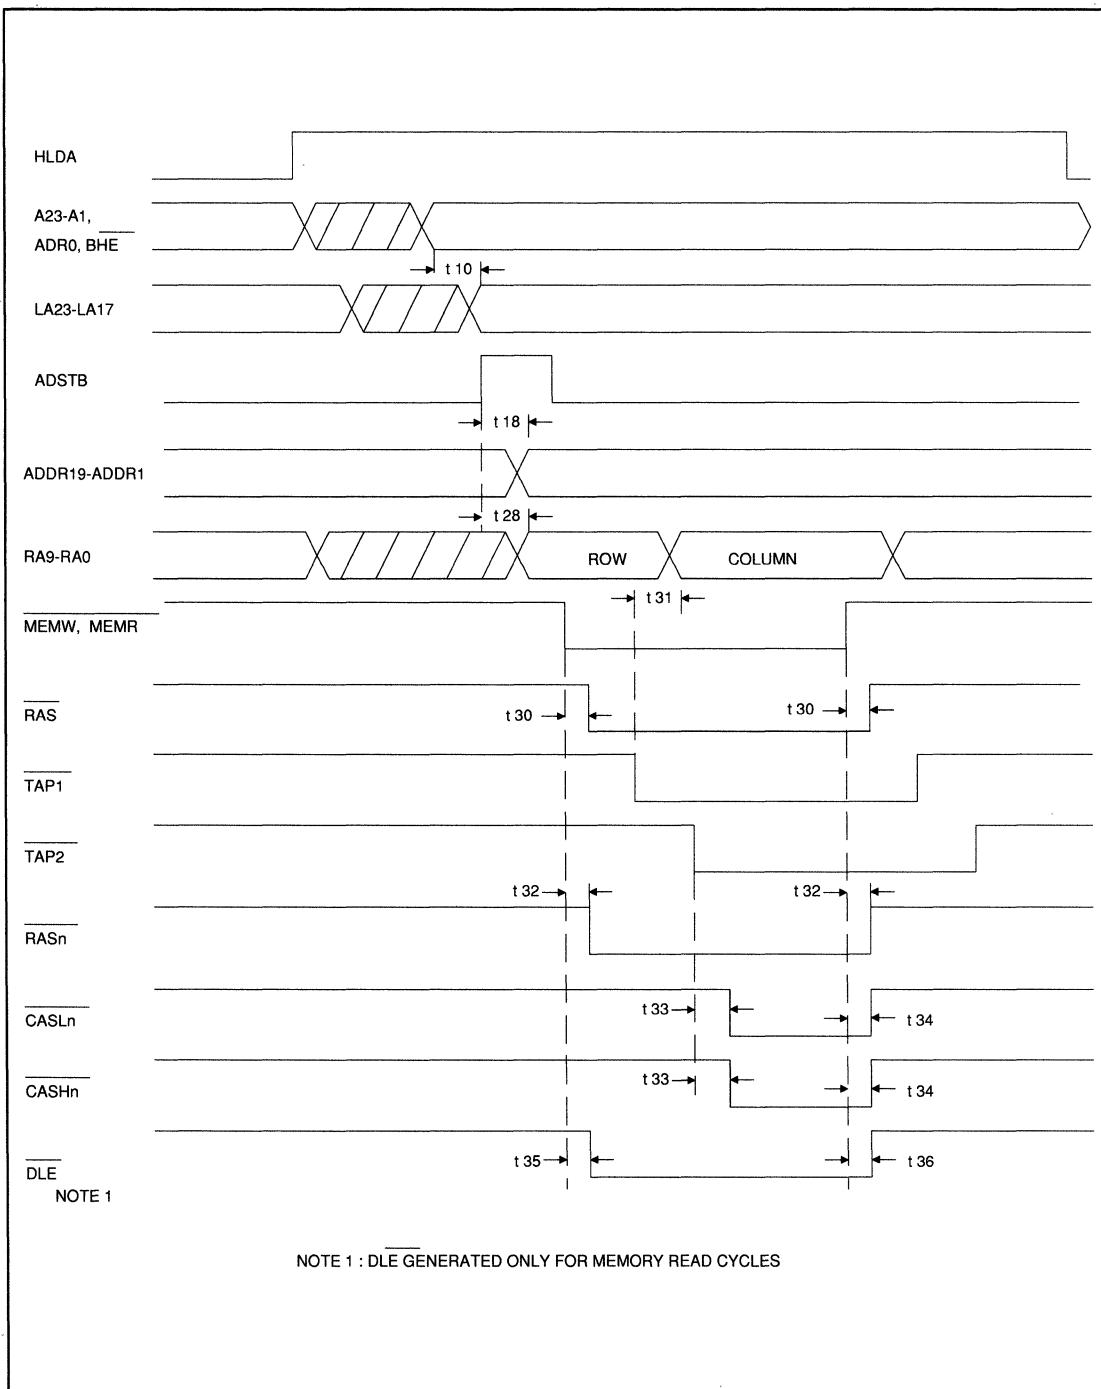 HLDA
A23-A1,
ADR0, BHE
t 10
LA23-LA17
ADSTB
t 18
ADDR19-ADDR1
t 28
RA9-RA0
ROW
COLUMN
t 31
MEMW, MEMR
RAS
t 30
t 30
TAP1
TAP2
t 32
t 32
RASn
CASLn
t 33
t 34
CASHn
t 33
t 34
DLE
t 35
t 36
NOTE 1
NOTE 1 : DLE GENERATED ONLY FOR MEMORY READ CYCLES